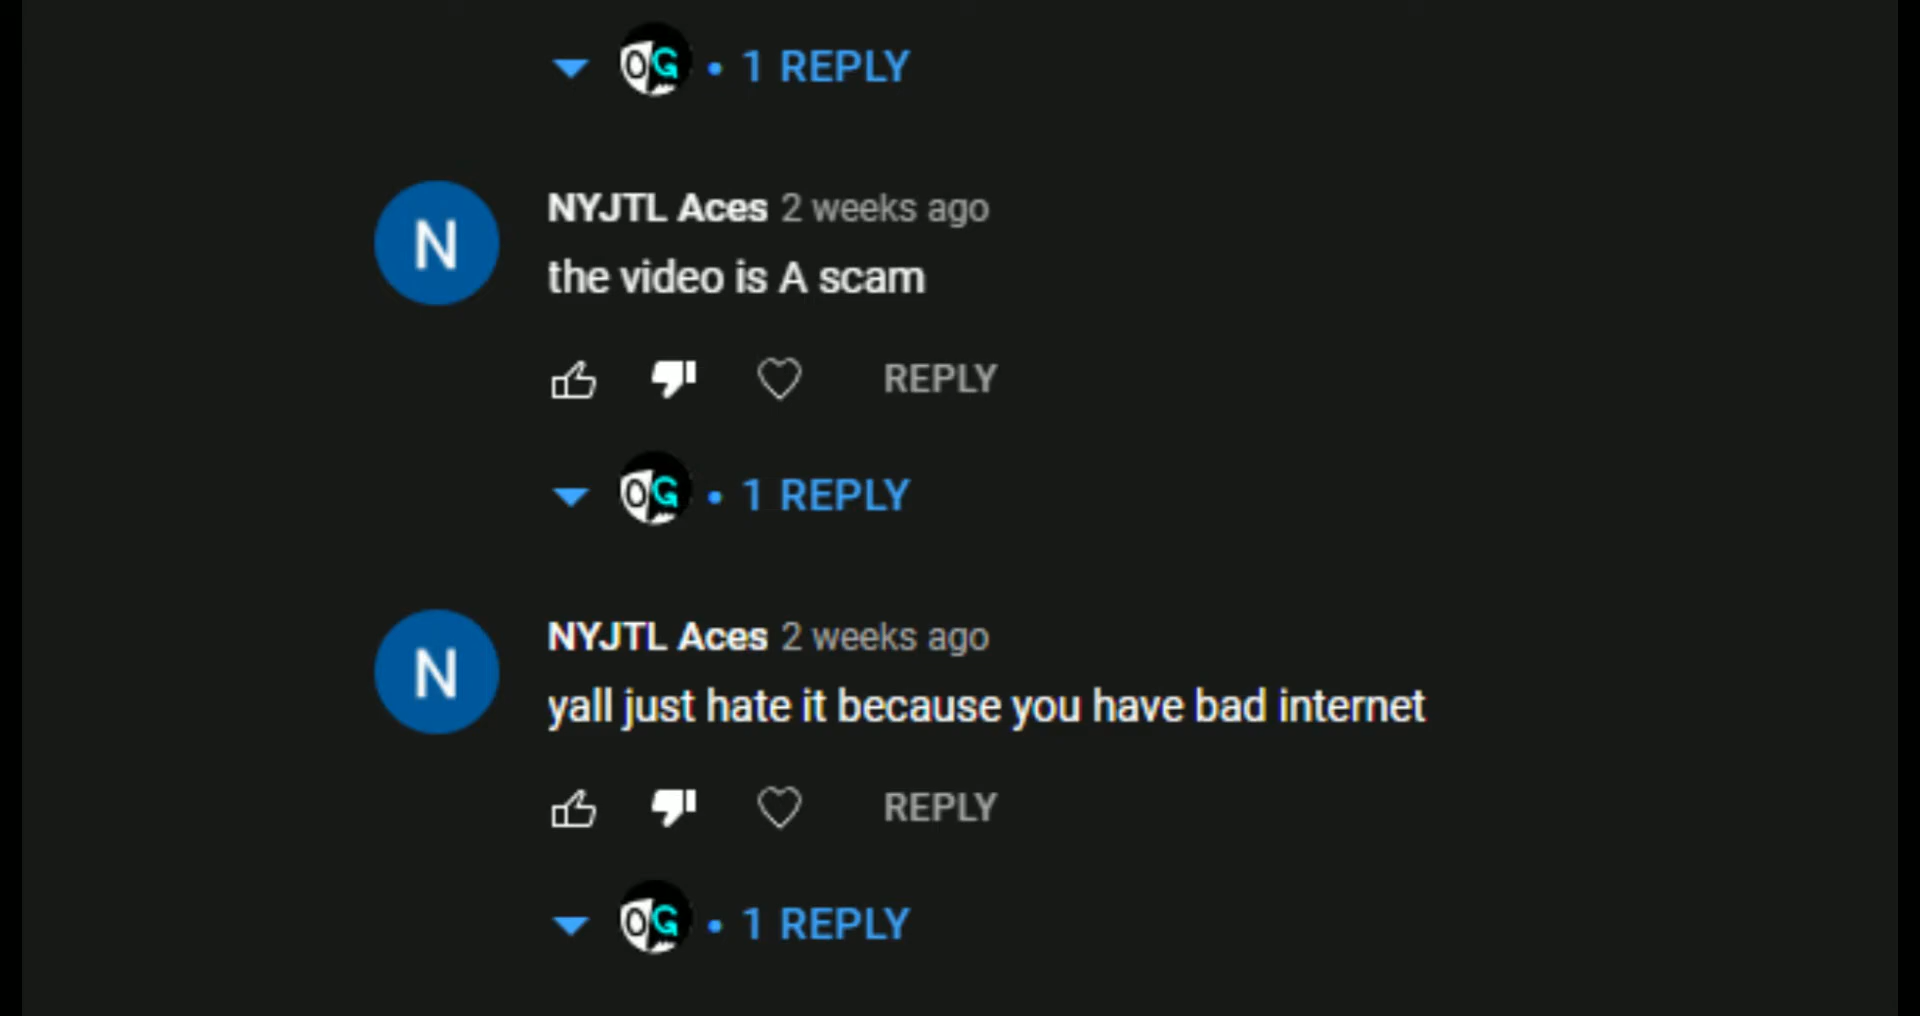 OG • 1 REPLY
N
NYJTL Aces 2 weeks ago
the video is A scam
REPLY
OG • 1 REPLY
N
NYJTL Aces 2 weeks ago
yall just hate it because you have bad internet
REPLY
OG • 1 REPLY